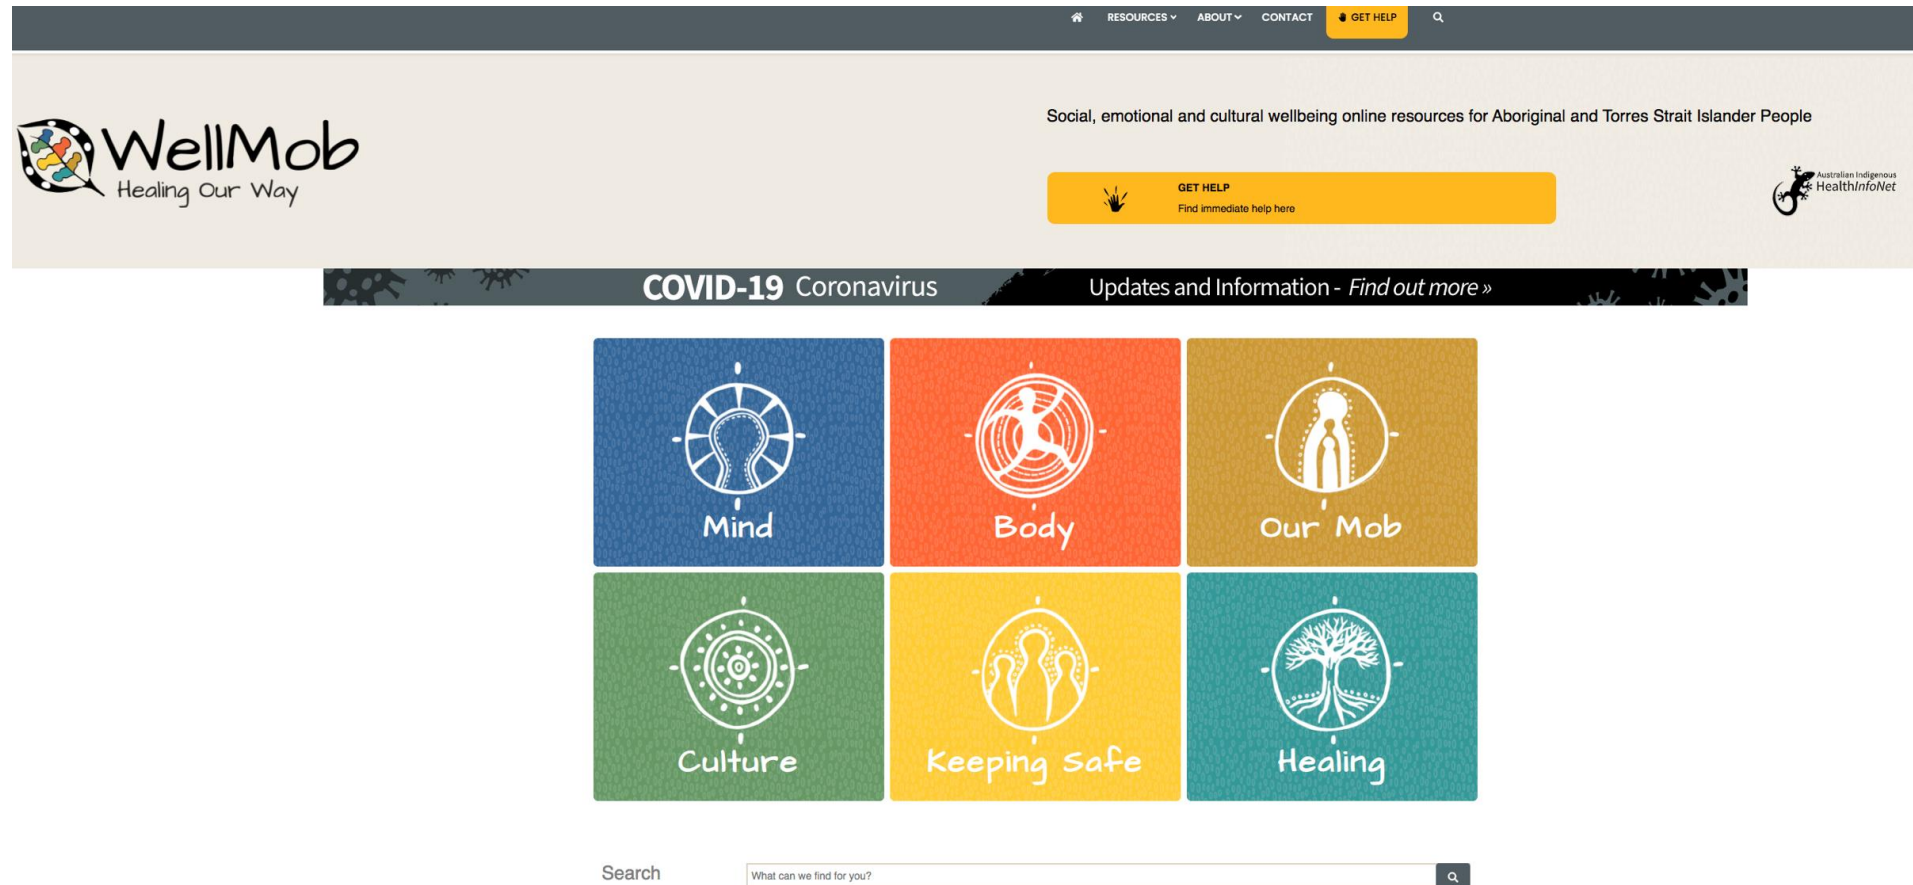 RESOURCES ABOUT CONTACT GET HELP
WellMob
Healing Our Way
Social, emotional and cultural wellbeing online resources for Aboriginal and Torres Strait Islander People
GET HELP
Find immediate help here
Australian Indigenous
HealthInfoNet
COVID-19 Coronavirus Updates and Information - Find out more »
Mind Body Our Mob
Culture Keeping Safe Healing
Search What can we find for you?